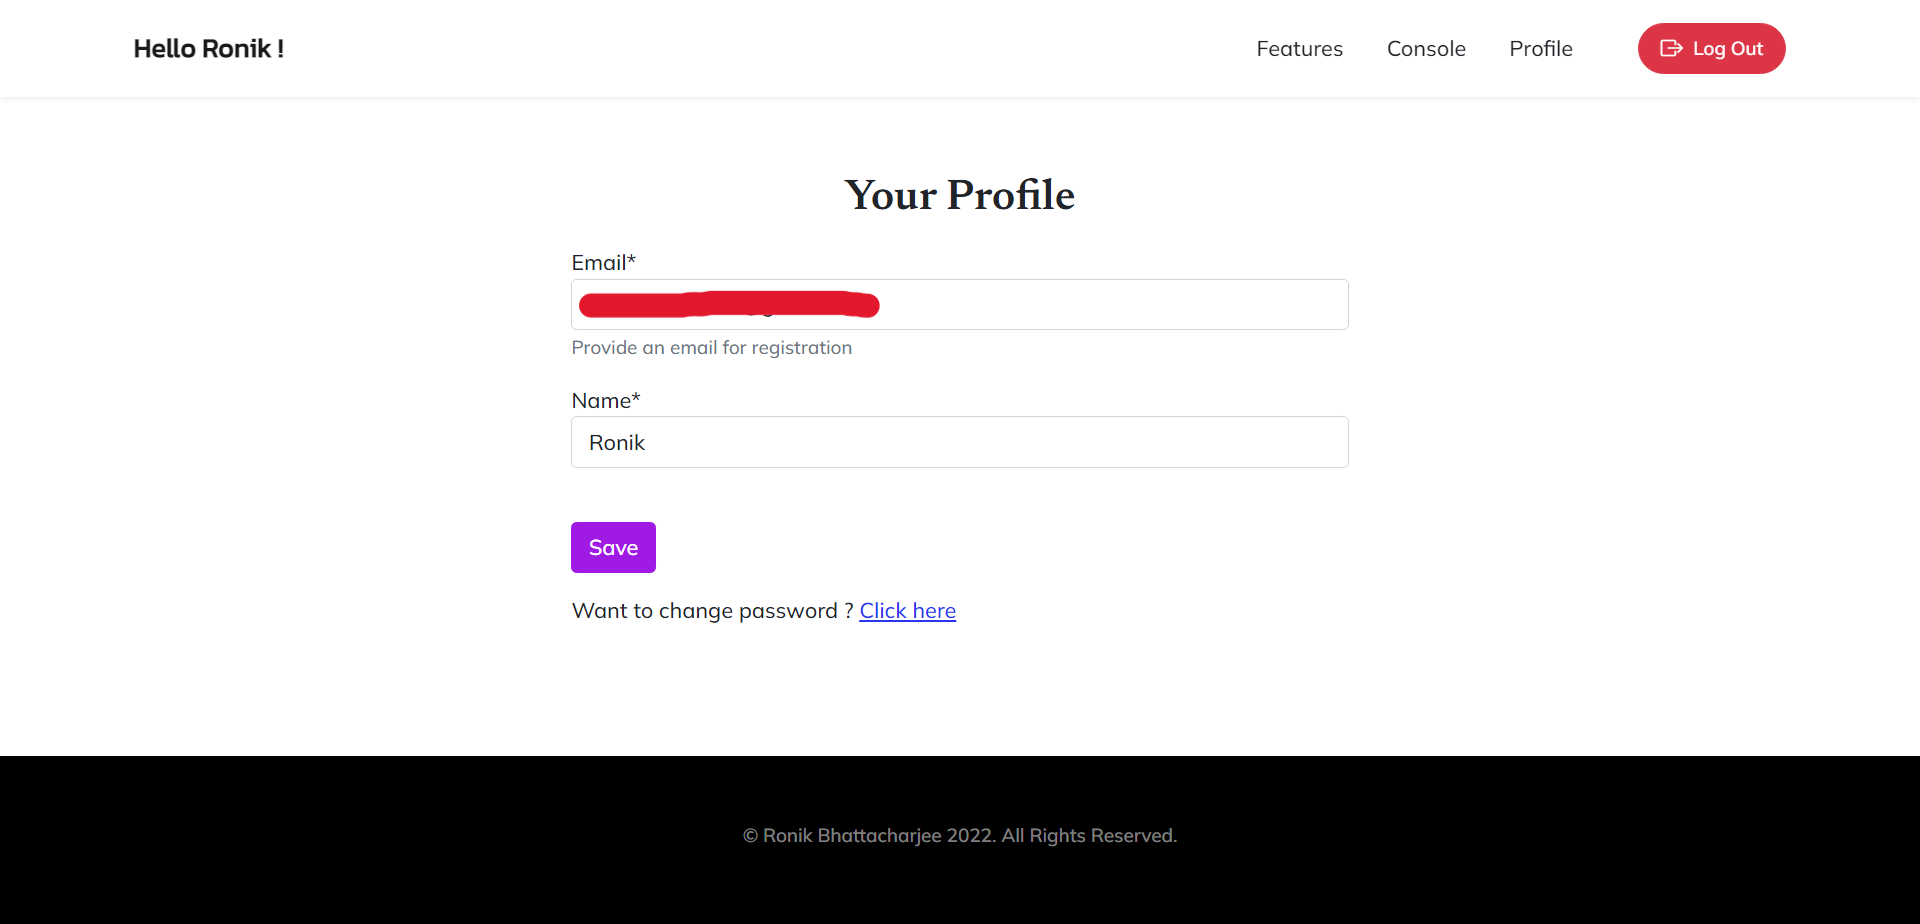 Hello Ronik !
Features
Console
Profile
Log Out
Your Profile
Email*
Provide an email for registration
Name*
Ronik
Save
Want to change password ? Click here
© Ronik Bhattacharjee 2022. All Rights Reserved.